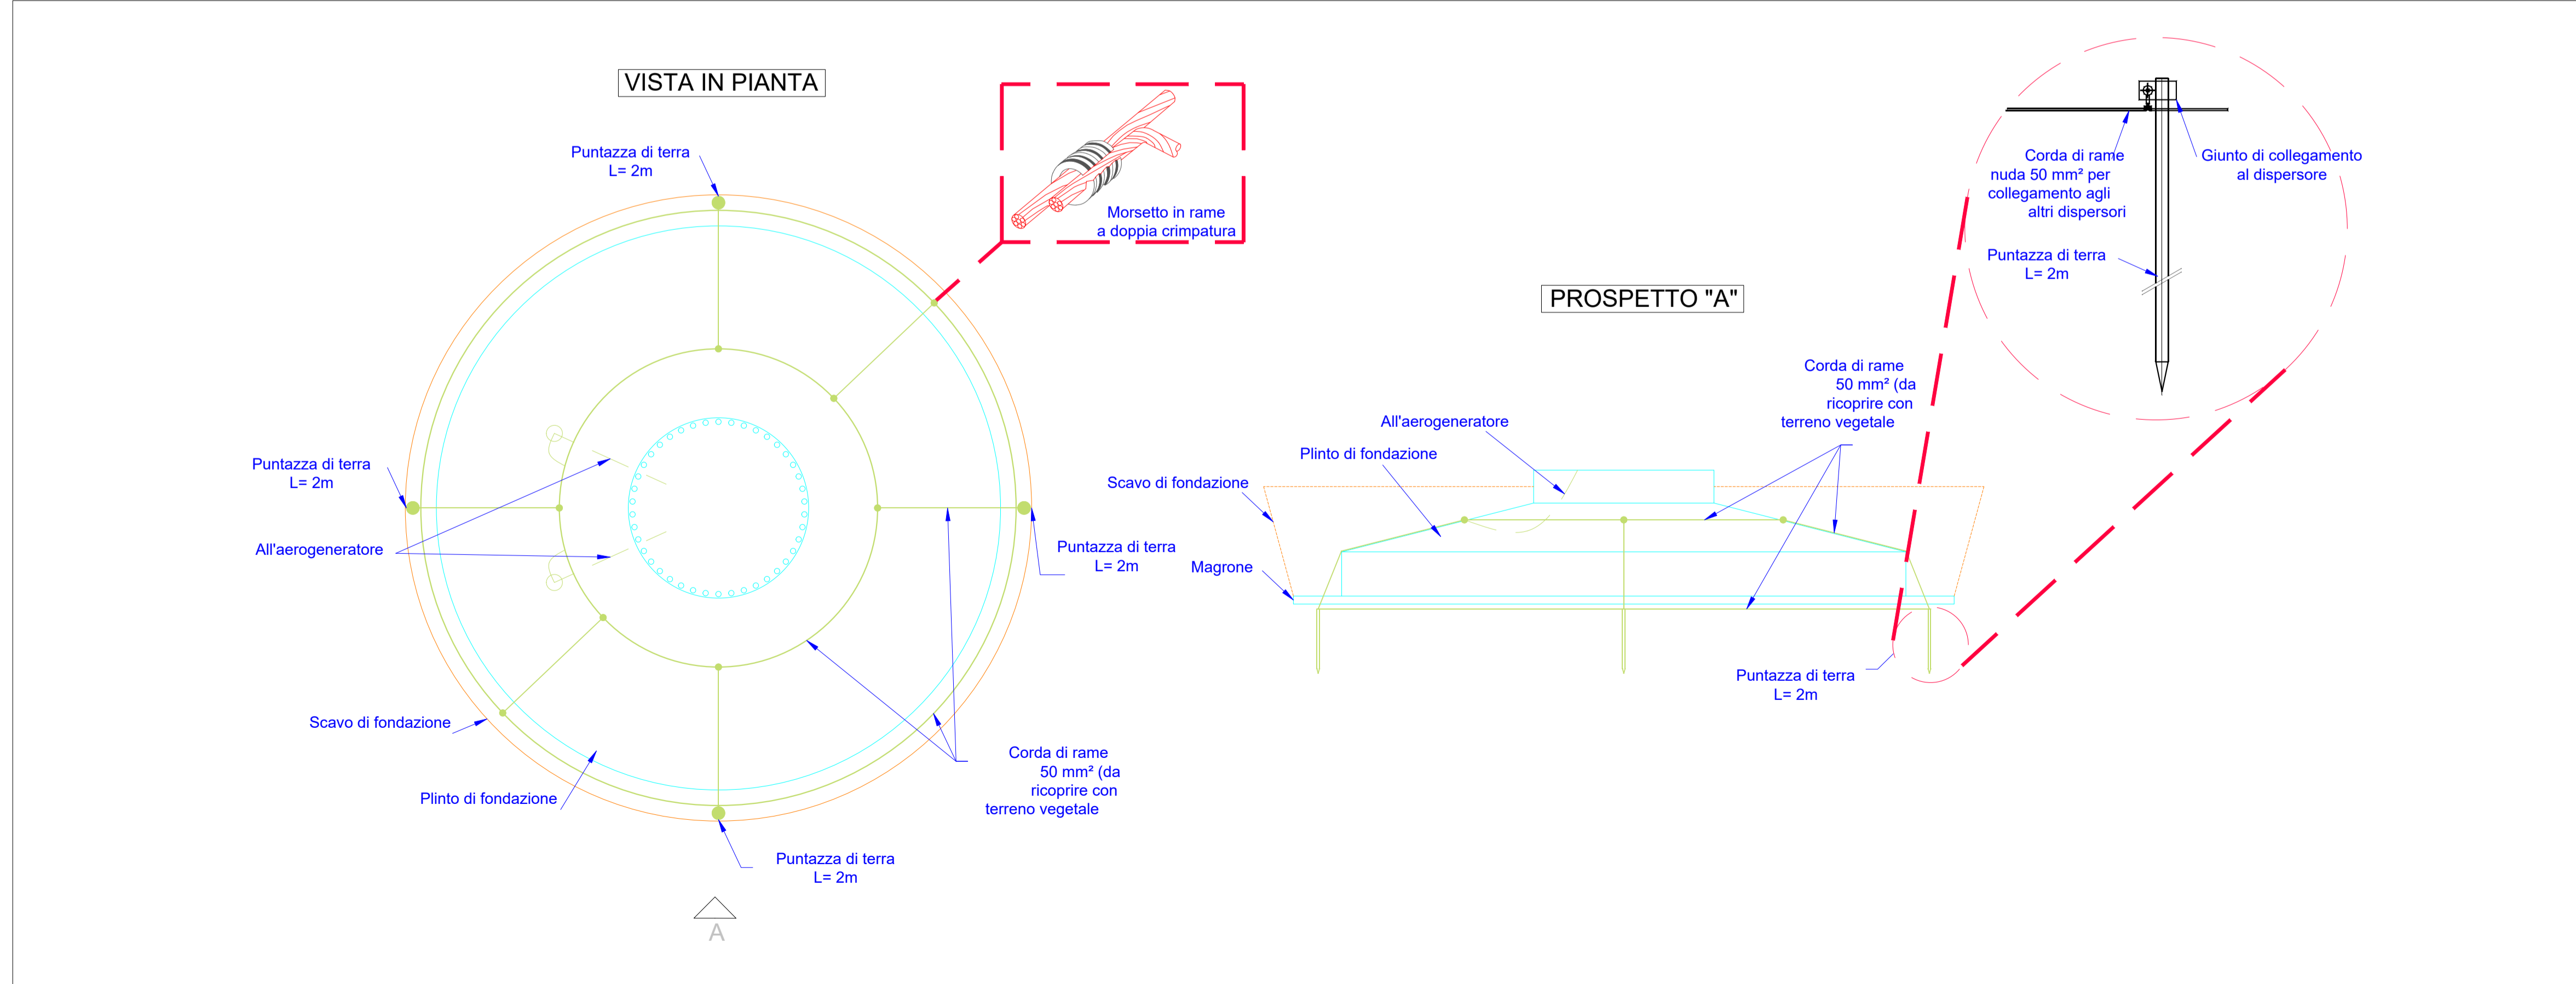 VISTA IN PIANTA
Puntazza di terra
L= 2m
Morsetto in rame
a doppia crimpatura
Puntazza di terra
L= 2m
All'aerogeneratore
Puntazza di terra
L= 2m
Scavo di fondazione
Plinto di fondazione
Corda di rame
50 mm² (da
ricoprire con
terreno vegetale
Puntazza di terra
L= 2m
A
PROSPETTO "A"
Corda di rame
50 mm² (da
ricoprire con
terreno vegetale
All'aerogeneratore
Plinto di fondazione
Scavo di fondazione
Magrone
Puntazza di terra
L= 2m
Corda di rame
nuda 50 mm² per
collegamento agli
altri dispersori
Giunto di collegamento
al dispersore
Puntazza di terra
L= 2m